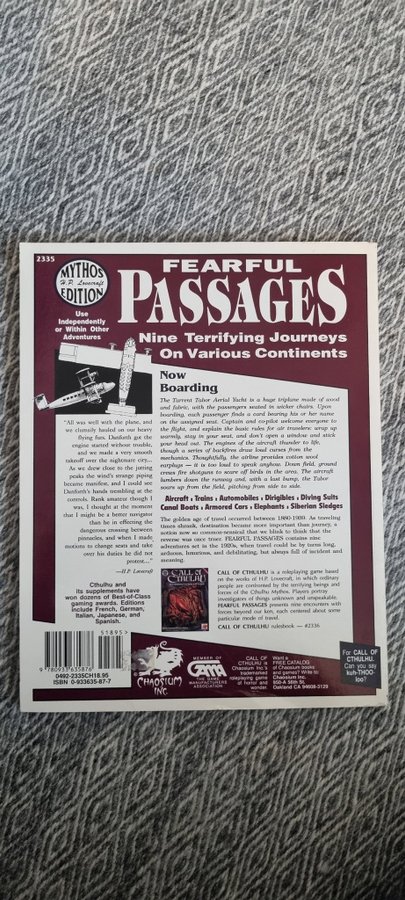 2335
MYTHOS
H.P. Lovecraft
EDITION
Use
Independently
or Within Other
Adventures
FEARFUL
PASSAGES
Nine Terrifying Journeys
On Various Continents
"All was well with the plane, and
we clumsily hauled on our heavy
flying furs. Danforth got the
engine started without trouble,
and we made a very smooth
takeoff over the nightmare city...
As we drew close to the jutting
peaks the wind's strange piping
became manifest, and I could see
Danforth's hands trembling at the
controls. Rank amateur though I
was, I thought at the moment
that I might be a better navigator
than he in effecting the
dangerous crossing between
pinnacles, and when I made
motions to change seats and take
over his duties he did not
protest..."
—H.P. Lovecraft
Cthulhu and
its supplements have
won dozens of Best-of-Class
gaming awards. Editions
include French, German,
Italian, Japanese, and
Spanish.
Now
Boarding
The Turrent Tabor Aerial Yacht is a huge triplane made of wood
and fabric, with the passengers seated in wicker chairs. Upon
boarding, each passenger finds a card bearing his or her name
on the assigned seat. Captain and co-pilot welcome everyone to
the flight, and explain the basic rules for air travelers: wrap up
warmly, stay in your seat, and don't open a window and stick
your head out. The engines of the aircraft thunder to life,
though a series of backfires draw loud curses from the
mechanics. Thoughtfully, the airline provides cotton wool
earplugs — it is too loud to speak anyhow. Down field, ground
crews fire shotguns to scare off birds in the area. The aircraft
lumbers down the runway and, with a last bump, the Tabor
soars up from the field, pitching from side to side.
Aircraft • Trains • Automobiles • Dirigibles • Diving Suits
Canal Boats • Armored Cars • Elephants • Siberian Sledges
The golden age of travel occurred between 1880-1939. As traveling
times shrank, destination became more important than journey, a
notion now so common-sensical that we blink to think that the
reverse was once truer. FEARFUL PASSAGES contains nine
adventures set in the 1920s, when travel could be by turns long,
arduous, luxurious, and debilitating, but always full of incident and
meaning.
CALL OF
CTHULHU
CALL OF CTHULHU is a roleplaying game based
on the works of H.P. Lovecraft, in which ordinary
people are confronted by the terrifying beings and
forces of the Cthulhu Mythos. Players portray
investigators of things unknown and unspeakable.
FEARFUL PASSAGES presents nine encounters with
forces beyond our ken, each centered about some
particular mode of travel.
CALL OF CTHULHU rulesbook — #2336
51895
9 780933 635876
0492-2335CH18.95
ISBN 0-933635-87-7
CHAOSIUM
INC
MEMBER OF
GAMA
THE GAME
MANUFACTURERS
ASSOCIATION
CALL OF
CTHULHU is
Chaosium Inc's
trademarked
roleplaying game
of horror and
wonder.
Want a
FREE CATALOG
of Chaosium books
and games? Write to:
Chaosium Inc.
950-A 56th St.
Oakland CA 94608-3129
For CALL OF
CTHULHU.
Can you say
kuh-THOO-
loo?